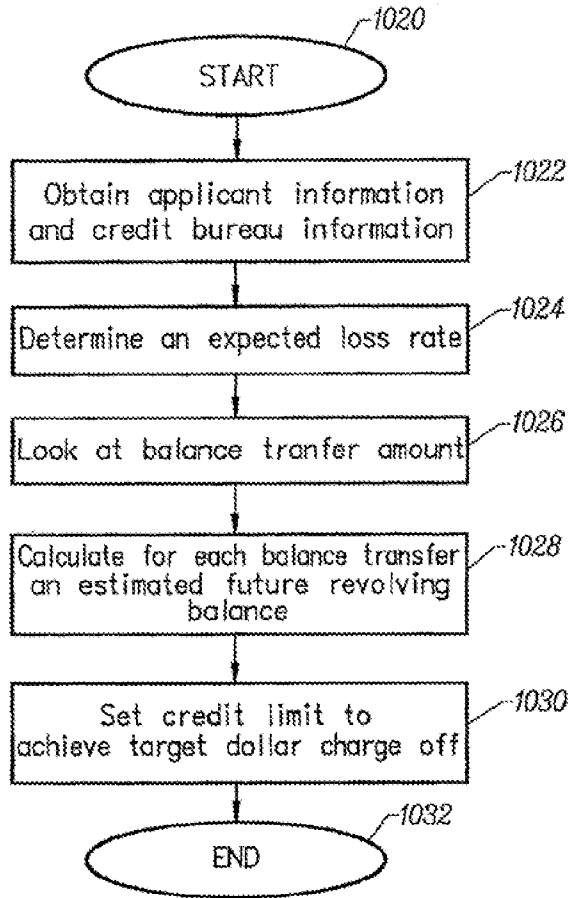 1020
START
1022
Obtain applicant information
and credit bureau information
1024
Determine an expected loss rate
1026
Look at balance tranfer amount
1028
Calculate for each balance transfer
an estimated future revolving
balance
1030
Set credit limit to
achieve target dollar charge off
1032
END